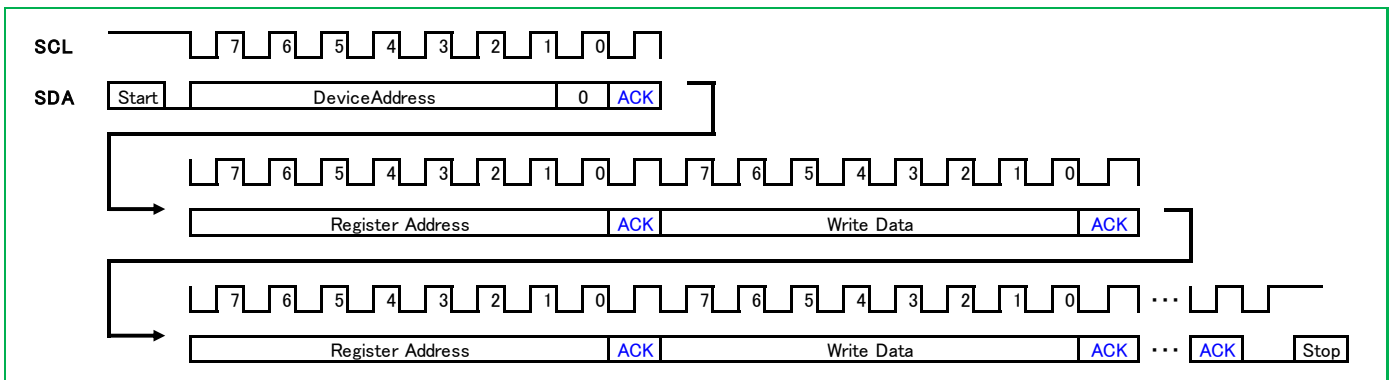 SCL 7 6 5 4 3 2 1 0
SDA Start DeviceAddress 0 ACK
7 6 5 4 3 2 1 0 7 6 5 4 3 2 1 0
Register Address ACK Write Data ACK
7 6 5 4 3 2 1 0 7 6 5 4 3 2 1 0 ···
Register Address ACK Write Data ACK ··· ACK Stop